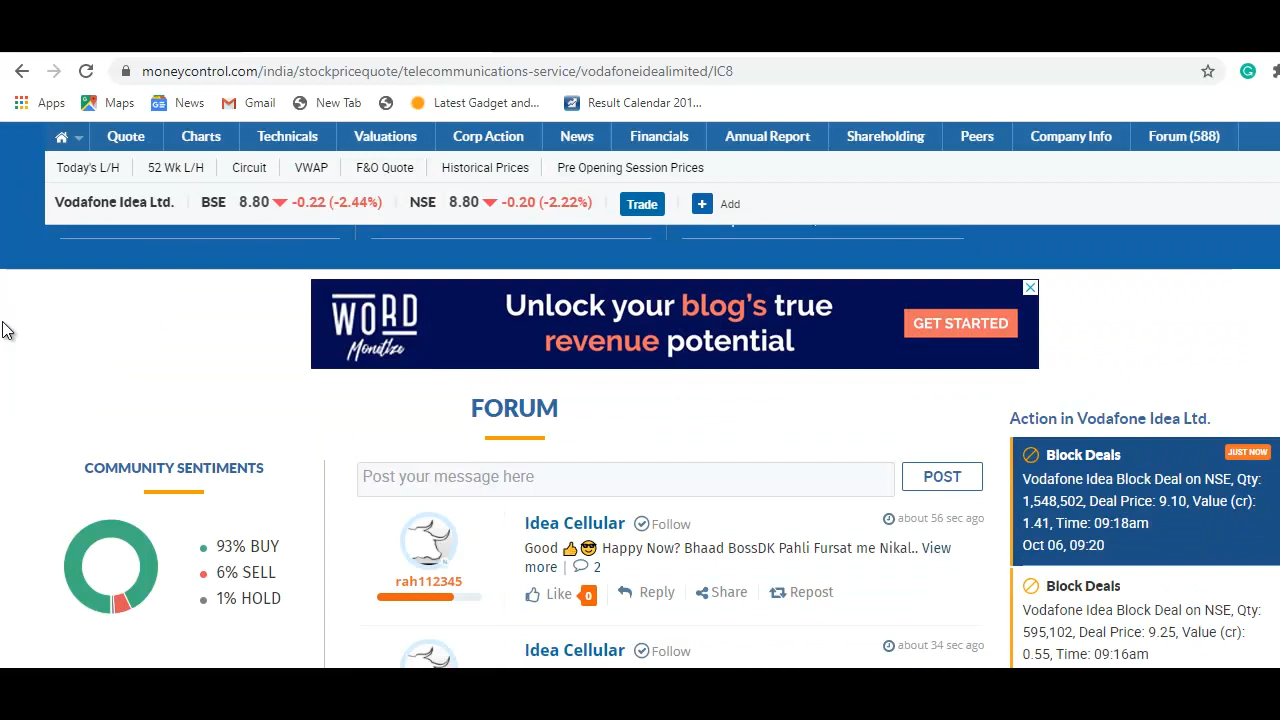 moneycontrol.com/india/stockpricequote/telecommunications-service/vodafoneidealimited/IC8
Apps Maps News Gmail New Tab Latest Gadget and... Result Calendar 201...
Quote Charts Technicals Valuations Corp Action News Financials Annual Report Shareholding Peers Company Info Forum (588)
Today's L/H 52 Wk L/H Circuit VWAP F&O Quote Historical Prices Pre Opening Session Prices
Vodafone Idea Ltd. BSE 8.80 -0.22 (-2.44%) NSE 8.80 -0.20 (-2.22%) Trade + Add
WORD
Monetize
Unlock your blog's true
revenue potential
GET STARTED
FORUM
COMMUNITY SENTIMENTS
93% BUY
6% SELL
1% HOLD
Post your message here POST
Idea Cellular Follow about 56 sec ago
Good 👍😎 Happy Now? Bhaad BossDK Pahli Fursat me Nikal.. View
more | 2
rah112345
Like 0 Reply Share Repost
Idea Cellular Follow about 34 sec ago
Action in Vodafone Idea Ltd.
Block Deals JUST NOW
Vodafone Idea Block Deal on NSE, Qty:
1,548,502, Deal Price: 9.10, Value (cr):
1.41, Time: 09:18am
Oct 06, 09:20
Block Deals
Vodafone Idea Block Deal on NSE, Qty:
595,102, Deal Price: 9.25, Value (cr):
0.55, Time: 09:16am